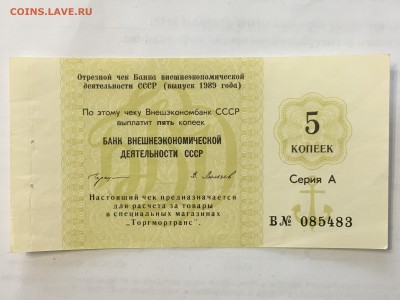 COINS.LAVE.RU
Отрезной чек Банка внешнеэкономической
деятельности СССР (выпуск 1989 года)
По этому чеку Внешэкономбанк СССР
выплатит пять копеек
БАНК ВНЕШНЕЭКОНОМИЧЕСКОЙ
ДЕЯТЕЛЬНОСТИ СССР
Настоящий чек предназначается
для расчета за товары
в специальных магазинах
"Торгмортранс".
5
КОПЕЕК
Серия А
В№ 085483